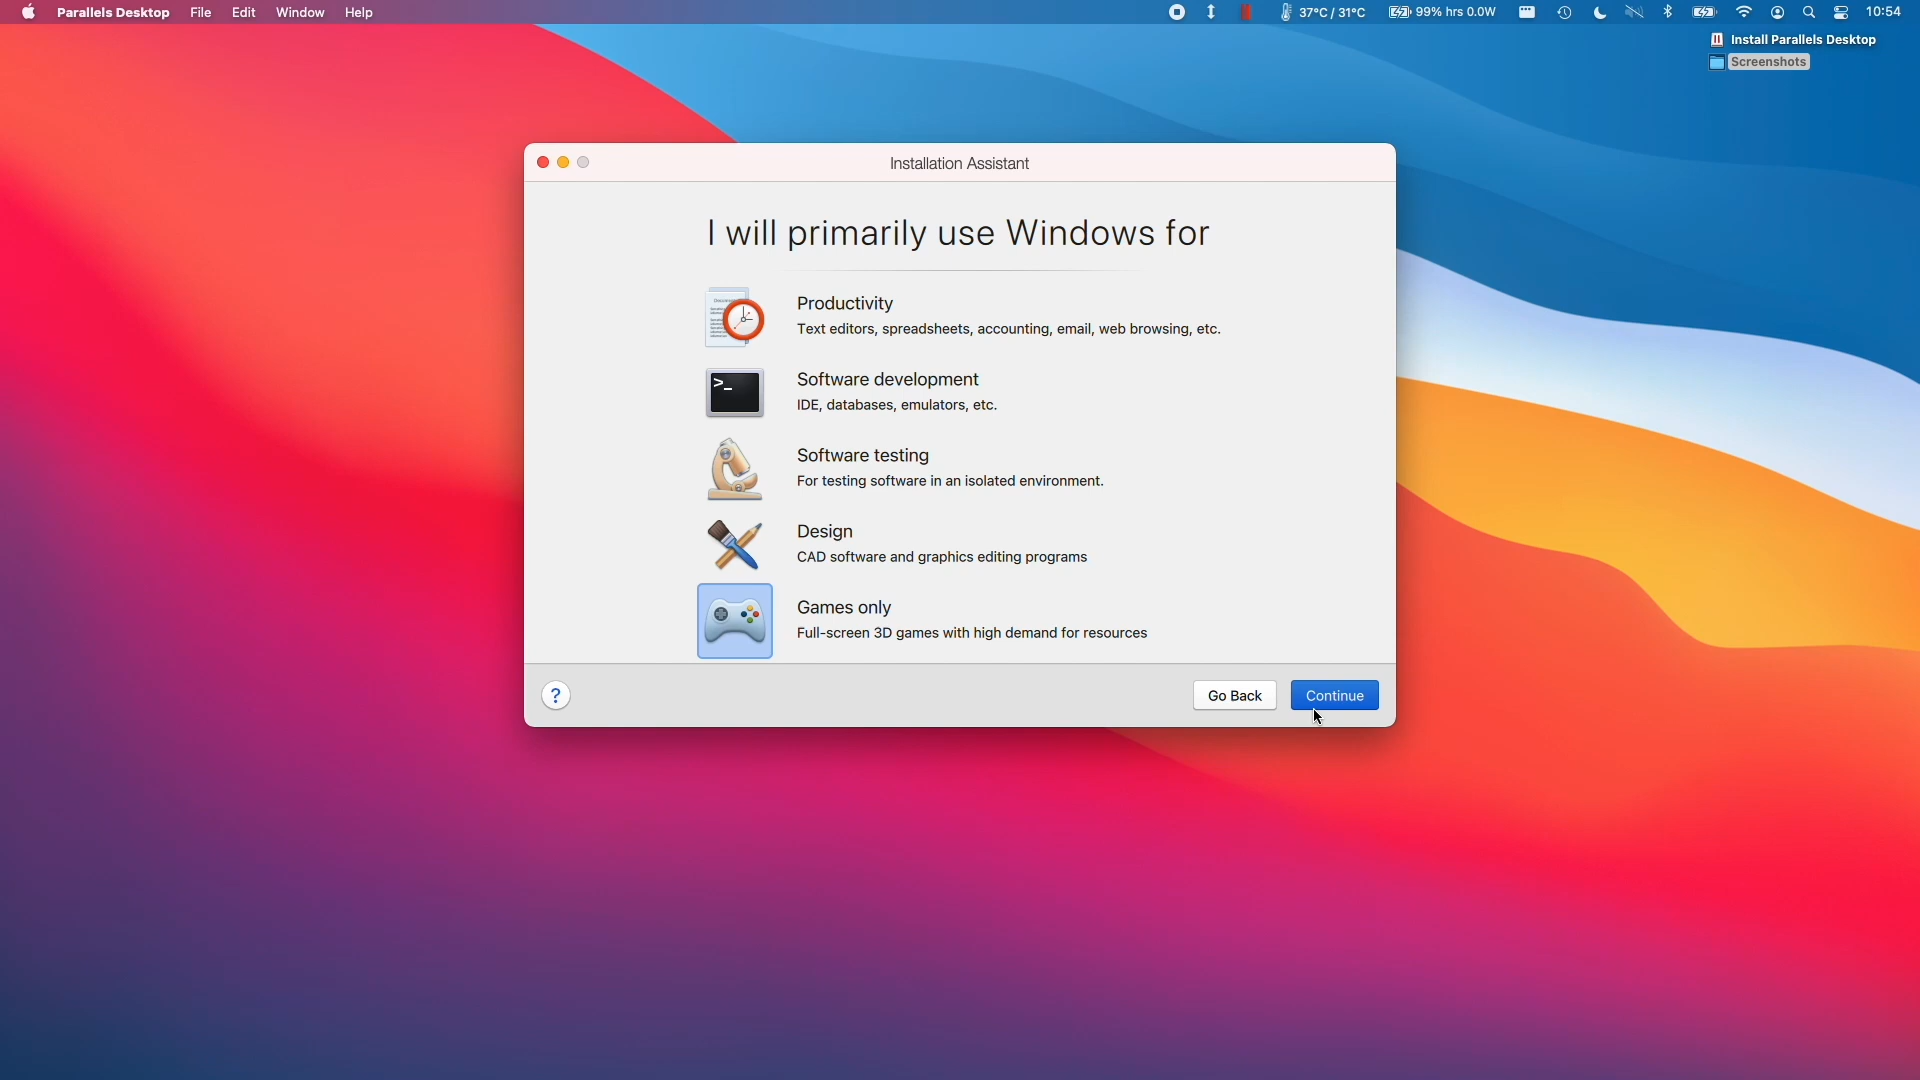 Parallels Desktop File Edit Window Help 37°C / 31°C 99% hrs 0.0W 10:54
Install Parallels Desktop
Screenshots
Installation Assistant
I will primarily use Windows for
Productivity
Text editors, spreadsheets, accounting, email, web browsing, etc.
>_
Software development
IDE, databases, emulators, etc.
Software testing
For testing software in an isolated environment.
Design
CAD software and graphics editing programs
Games only
Full-screen 3D games with high demand for resources
? Go Back Continue